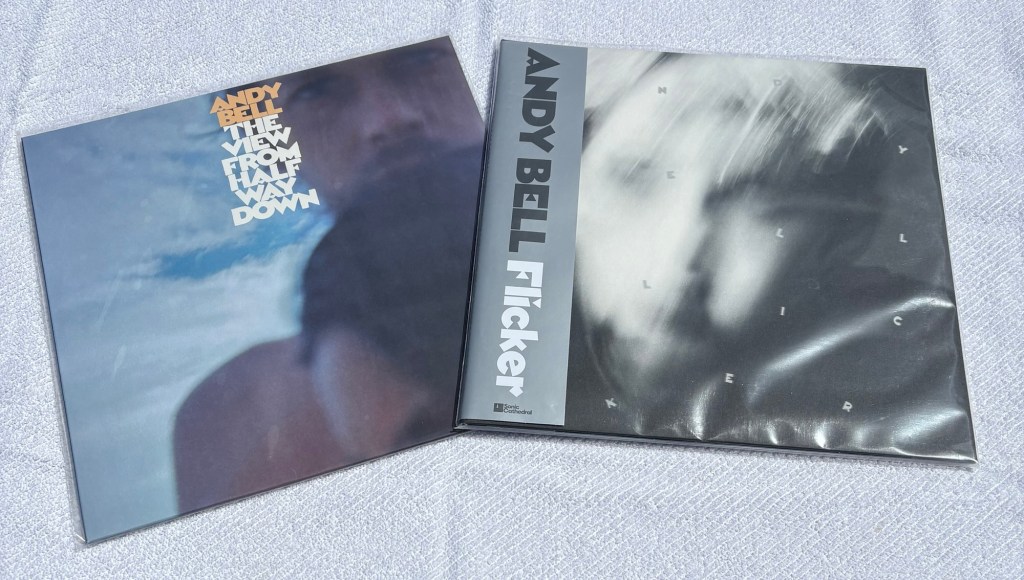 ANDY
BELL
THE
VIEW
FROM
HALF
WAY
DOWN
ANDY BELL Flicker
Sonic
Cathedral
N D
Y
E
L L
L I C
K E R